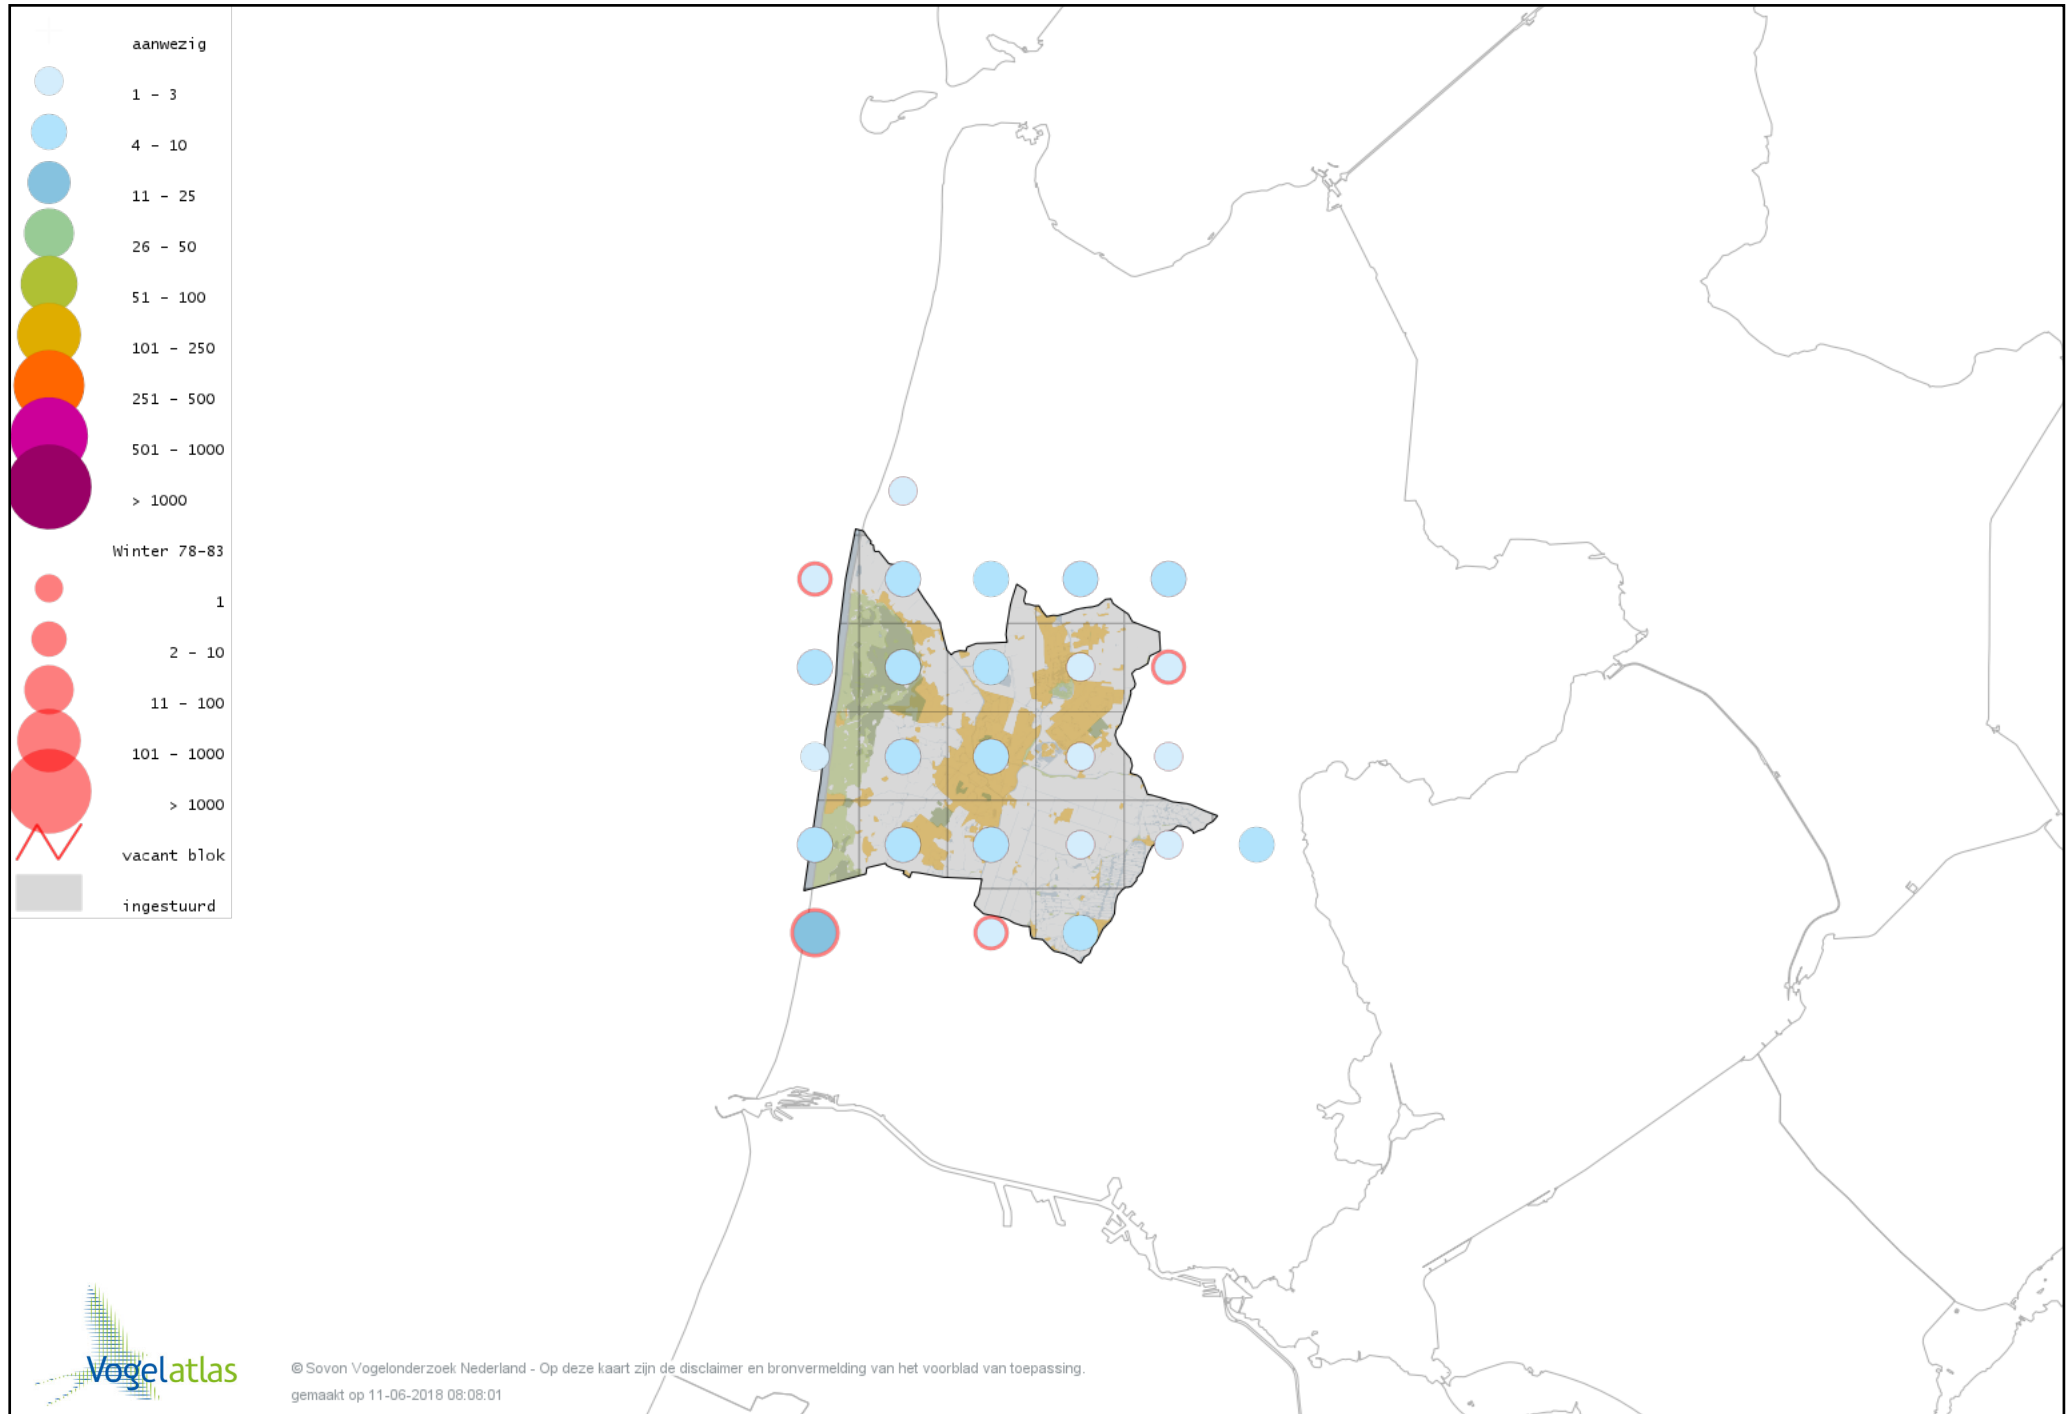 aanwezig
1 - 3
4 - 10
11 - 25
26 - 50
51 - 100
101 - 250
251 - 500
501 - 1000
> 1000
Winter 78-83
1
2 - 10
11 - 100
101 - 1000
> 1000
vacant blok
ingestuurd
Vogelatlas
© Sovon Vogelonderzoek Nederland - Op deze kaart zijn de disclaimer en bronvermelding van het voorblad van toepassing.
gemaakt op 11-06-2018 08:08:01